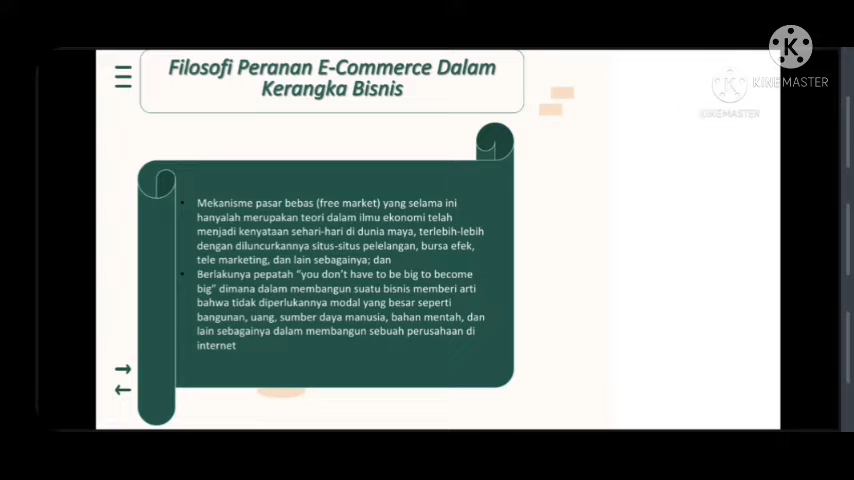 Filosofi Peranan E-Commerce Dalam
Kerangka Bisnis
KINEMASTER
KINEMASTER
• Mekanisme pasar bebas (free market) yang selama ini
hanyalah merupakan teori dalam ilmu ekonomi telah
menjadi kenyataan sehari-hari di dunia maya, terlebih-lebih
dengan diluncurkannya situs-situs pelelangan, bursa efek,
tele marketing, dan lain sebagainya; dan
• Berlakunya pepatah “you don't have to be big to become
big” dimana dalam membangun suatu bisnis memberi arti
bahwa tidak diperlukannya modal yang besar seperti
bangunan, uang, sumber daya manusia, bahan mentah, dan
lain sebagainya dalam membangun sebuah perusahaan di
internet